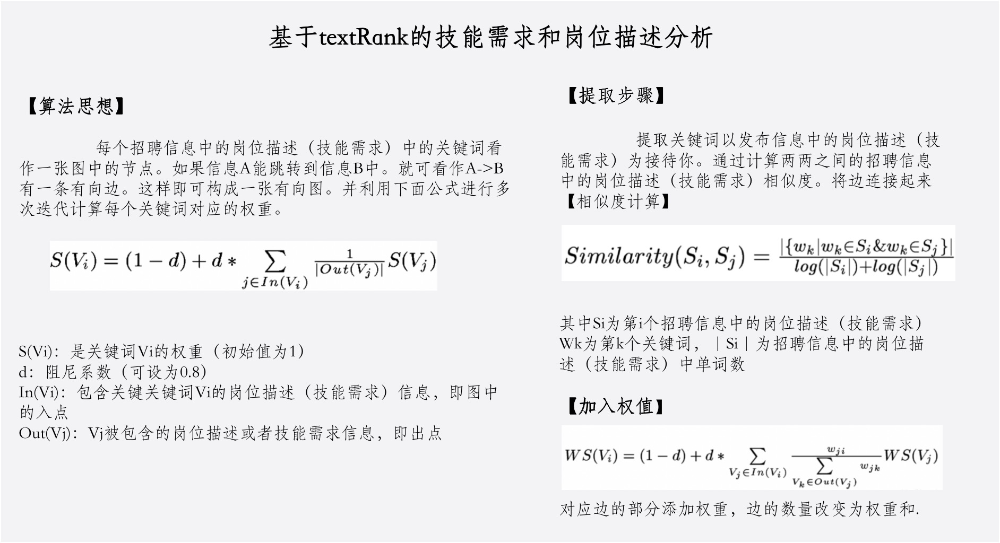 基于textRank的技能需求和岗位描述分析
【算法思想】
每个招聘信息中的岗位描述（技能需求）中的关键词看
作一张图中的节点。如果信息A能跳转到信息B中。就可看作A->B
有一条有向边。这样即可构成一张有向图。并利用下面公式进行多
次迭代计算每个关键词对应的权重。
S(V_i) = (1 − d) + d * ∑_{j∈In(V_i)} \frac{1}{|Out(V_j)|} S(V_j)
S(Vi)：是关键词Vi的权重（初始值为1）
d：阻尼系数（可设为0.8）
In(Vi)：包含关键关键词Vi的岗位描述（技能需求）信息，即图中
的入点
Out(Vj)：Vj被包含的岗位描述或者技能需求信息，即出点
【提取步骤】
提取关键词以发布信息中的岗位描述（技
能需求）为接待你。通过计算两两之间的招聘信息
中的岗位描述（技能需求）相似度。将边连接起来
【相似度计算】
Similarity(S_i, S_j) = \frac{|{w_k|w_k∈S_i&w_k∈S_j}|}{log(|S_i|)+log(|S_j|)}
其中Si为第i个招聘信息中的岗位描述（技能需求）
Wk为第k个关键词，| Si | 为招聘信息中的岗位描
述（技能需求）中单词数
【加入权值】
WS(V_i) = (1 − d) + d * ∑_{V_j∈In(V_i)} \frac{w_{ji}}{∑_{V_k∈Out(V_j)} w_{jk}} WS(V_j)
对应边的部分添加权重，边的数量改变为权重和.